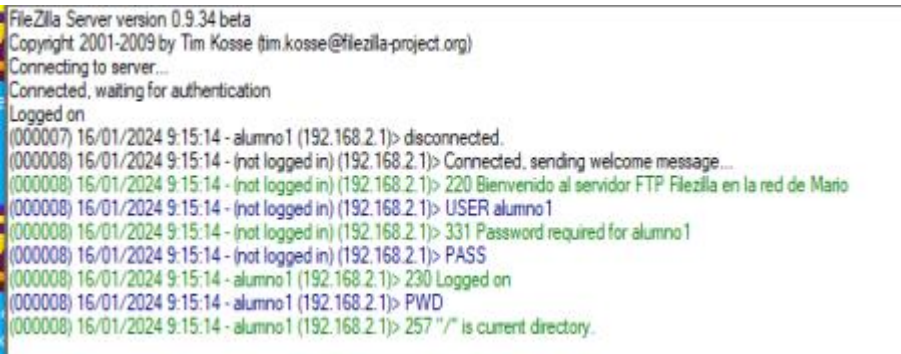 FileZilla Server version 0.9.34 beta
Copyright 2001-2009 by Tim Kosse (tim.kosse@filezilla-project.org)
Connecting to server...
Connected, waiting for authentication
Logged on
(000007) 16/01/2024 9:15:14 - alumno1 (192.168.2.1)> disconnected.
(000008) 16/01/2024 9:15:14 - (not logged in) (192.168.2.1)> Connected, sending welcome message...
(000008) 16/01/2024 9:15:14 - (not logged in) (192.168.2.1)> 220 Bienvenido al servidor FTP Filezilla en la red de Mario
(000008) 16/01/2024 9:15:14 - (not logged in) (192.168.2.1)> USER alumno1
(000008) 16/01/2024 9:15:14 - (not logged in) (192.168.2.1)> 331 Password required for alumno1
(000008) 16/01/2024 9:15:14 - (not logged in) (192.168.2.1)> PASS
(000008) 16/01/2024 9:15:14 - alumno1 (192.168.2.1)> 230 Logged on
(000008) 16/01/2024 9:15:14 - alumno1 (192.168.2.1)> PWD
(000008) 16/01/2024 9:15:14 - alumno1 (192.168.2.1)> 257 "/" is current directory.